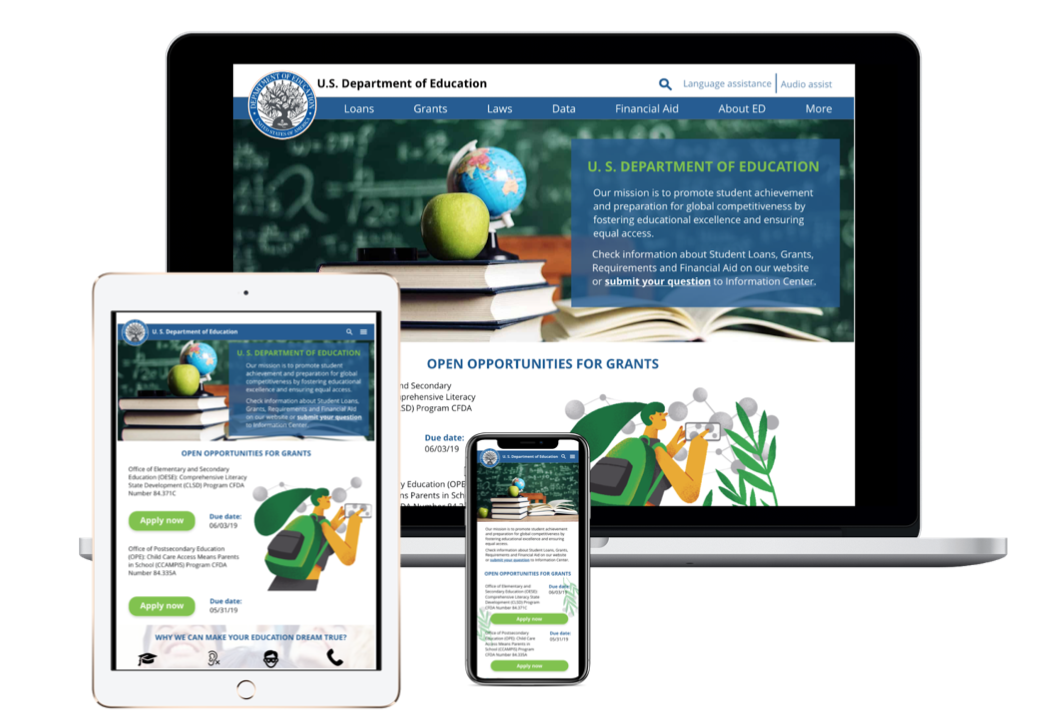 U.S. Department of Education
Language assistance
Audio assist
DEPARTMENT OF EDUCATION
UNITED STATES OF AMERICA
Loans
Grants
Laws
Data
Financial Aid
About ED
More
U. S. DEPARTMENT OF EDUCATION
Our mission is to promote student achievement
and preparation for global competitiveness by
fostering educational excellence and ensuring
equal access.
Check information about Student Loans, Grants,
Requirements and Financial Aid on our website
or submit your question to Information Center.
OPEN OPPORTUNITIES FOR GRANTS
nd Secondary
prehensive Literacy
SD) Program CFDA
Due date:
06/03/19
y Education (OPE
ns Parents in Sch
U. S. Department of Education
U. S. DEPARTMENT OF EDUCATION
Our mission is to promote student
achievement and preparation for global
competitiveness by fostering educational
excellence and ensuring equal access.
Check information about Student Loans,
Grants, Requirements and Financial Aid
on our website or submit your question
to Information Center.
OPEN OPPORTUNITIES FOR GRANTS
Office of Elementary and Secondary
Education (OESE): Comprehensive Literacy
State Development (CLSD) Program CFDA
Number 84.371C
Apply now
Due date:
06/03/19
Office of Postsecondary Education
(OPE): Child Care Access Means Parents
in School (CCAMPIS) Program CFDA
Number 84.335A
Apply now
Due date:
05/31/19
WHY WE CAN MAKE YOUR EDUCATION DREAM TRUE?
U. S. Department of Education
Our mission is to promote student achievement
and preparation for global competitiveness by
fostering educational excellence and ensuring
equal access.
Check information about Student Loans, Grants,
Requirements and Financial Aid on our website
or submit your question to Information Center.
OPEN OPPORTUNITIES FOR GRANTS
Office of Elementary and
Secondary Education (OESE):
Comprehensive Literacy State
Development (CLSD) Program
CFDA Number 84.371C
Due date:
06/03/19
Apply now
Office of Postsecondary
Education (OPE): Child Care
Access Means Parents in
School (CCAMPIS) Program
CFDA Number 84.335A
Due date:
05/31/19
Apply now